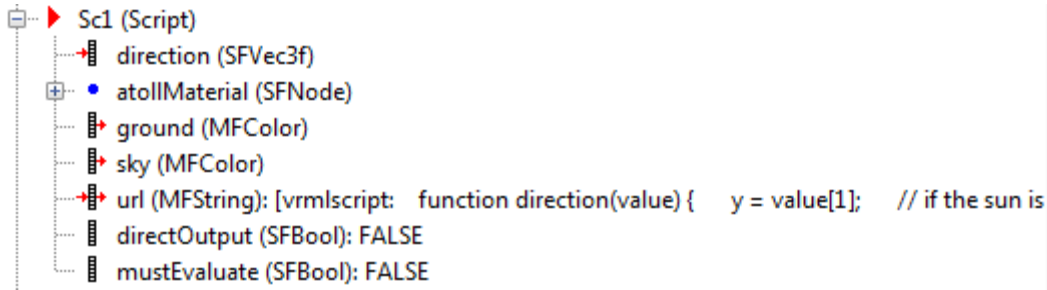 Sc1 (Script)
direction (SFVec3f)
atollMaterial (SFNode)
ground (MFColor)
sky (MFColor)
url (MFString): [vrmlscript:   function direction(value) {     y = value[1];     // if the sun is
directOutput (SFBool): FALSE
mustEvaluate (SFBool): FALSE